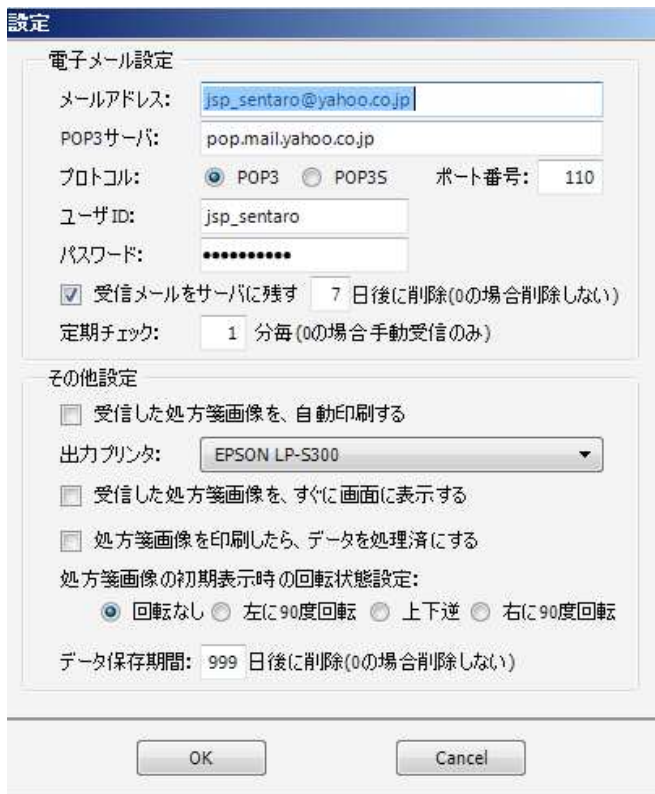 設定
電子メール設定
メールアドレス: jsp_sentaro@yahoo.co.jp
POP3サーバ: pop.mail.yahoo.co.jp
プロトコル: POP3 POP3S ポート番号: 110
ユーザID: jsp_sentaro
パスワード: ••••••••••
受信メールをサーバに残す 7 日後に削除(0の場合削除しない)
定期チェック: 1 分毎(0の場合手動受信のみ)
その他設定
受信した処方箋画像を、自動印刷する
出力プリンタ: EPSON LP-S300
受信した処方箋画像を、すぐに画面に表示する
処方箋画像を印刷したら、データを処理済にする
処方箋画像の初期表示時の回転状態設定:
回転なし 左に90度回転 上下逆 右に90度回転
データ保存期間: 999 日後に削除(0の場合削除しない)
OK Cancel